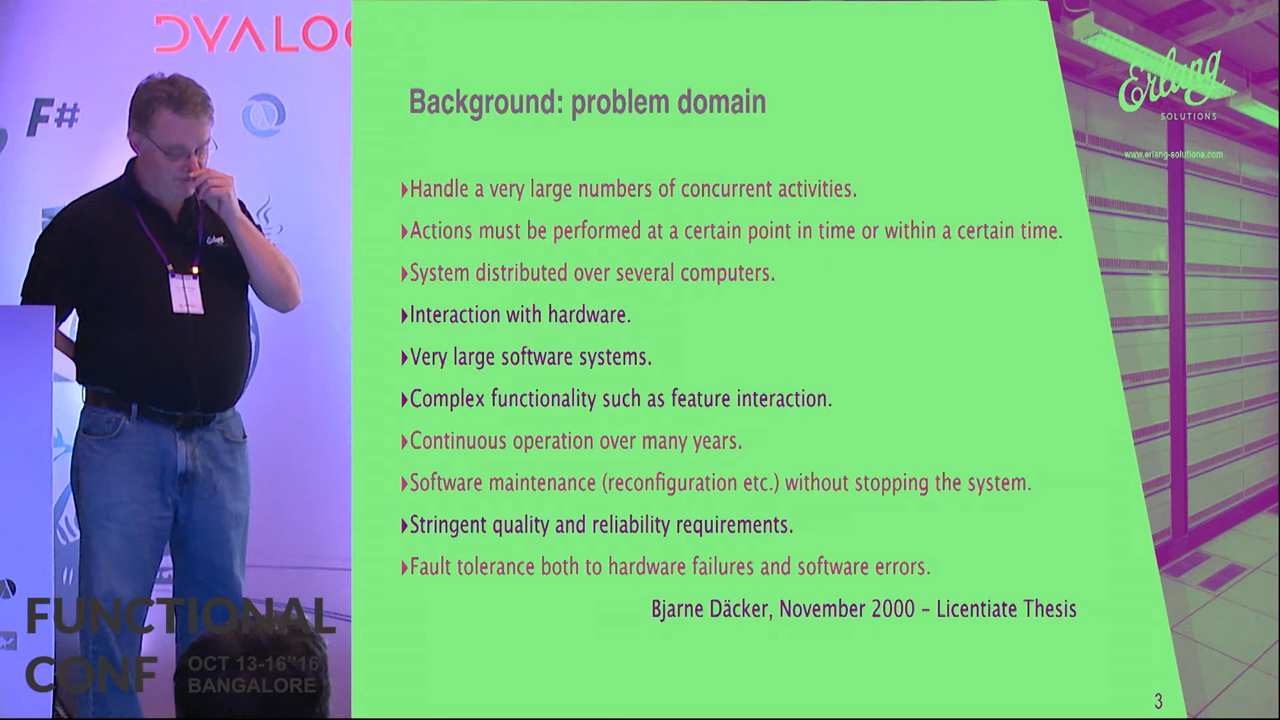 DYALOG
F#
Erlang
SOLUTIONS
www.erlang-solutions.com
Background: problem domain
Handle a very large numbers of concurrent activities.
Actions must be performed at a certain point in time or within a certain time.
System distributed over several computers.
Interaction with hardware.
Very large software systems.
Complex functionality such as feature interaction.
Continuous operation over many years.
Software maintenance (reconfiguration etc.) without stopping the system.
Stringent quality and reliability requirements.
Fault tolerance both to hardware failures and software errors.
Bjarne Däcker, November 2000 – Licentiate Thesis
3
FUNCTIONAL
CONF
OCT 13-16"16
BANGALORE